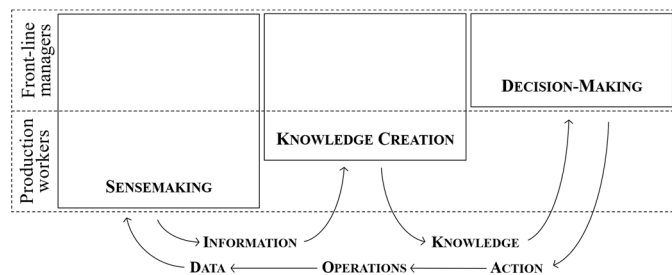 Front-line
managers
Production
workers
DECISION-MAKING
KNOWLEDGE CREATION
SENSEMAKING
INFORMATION
KNOWLEDGE
DATA
OPERATIONS
ACTION